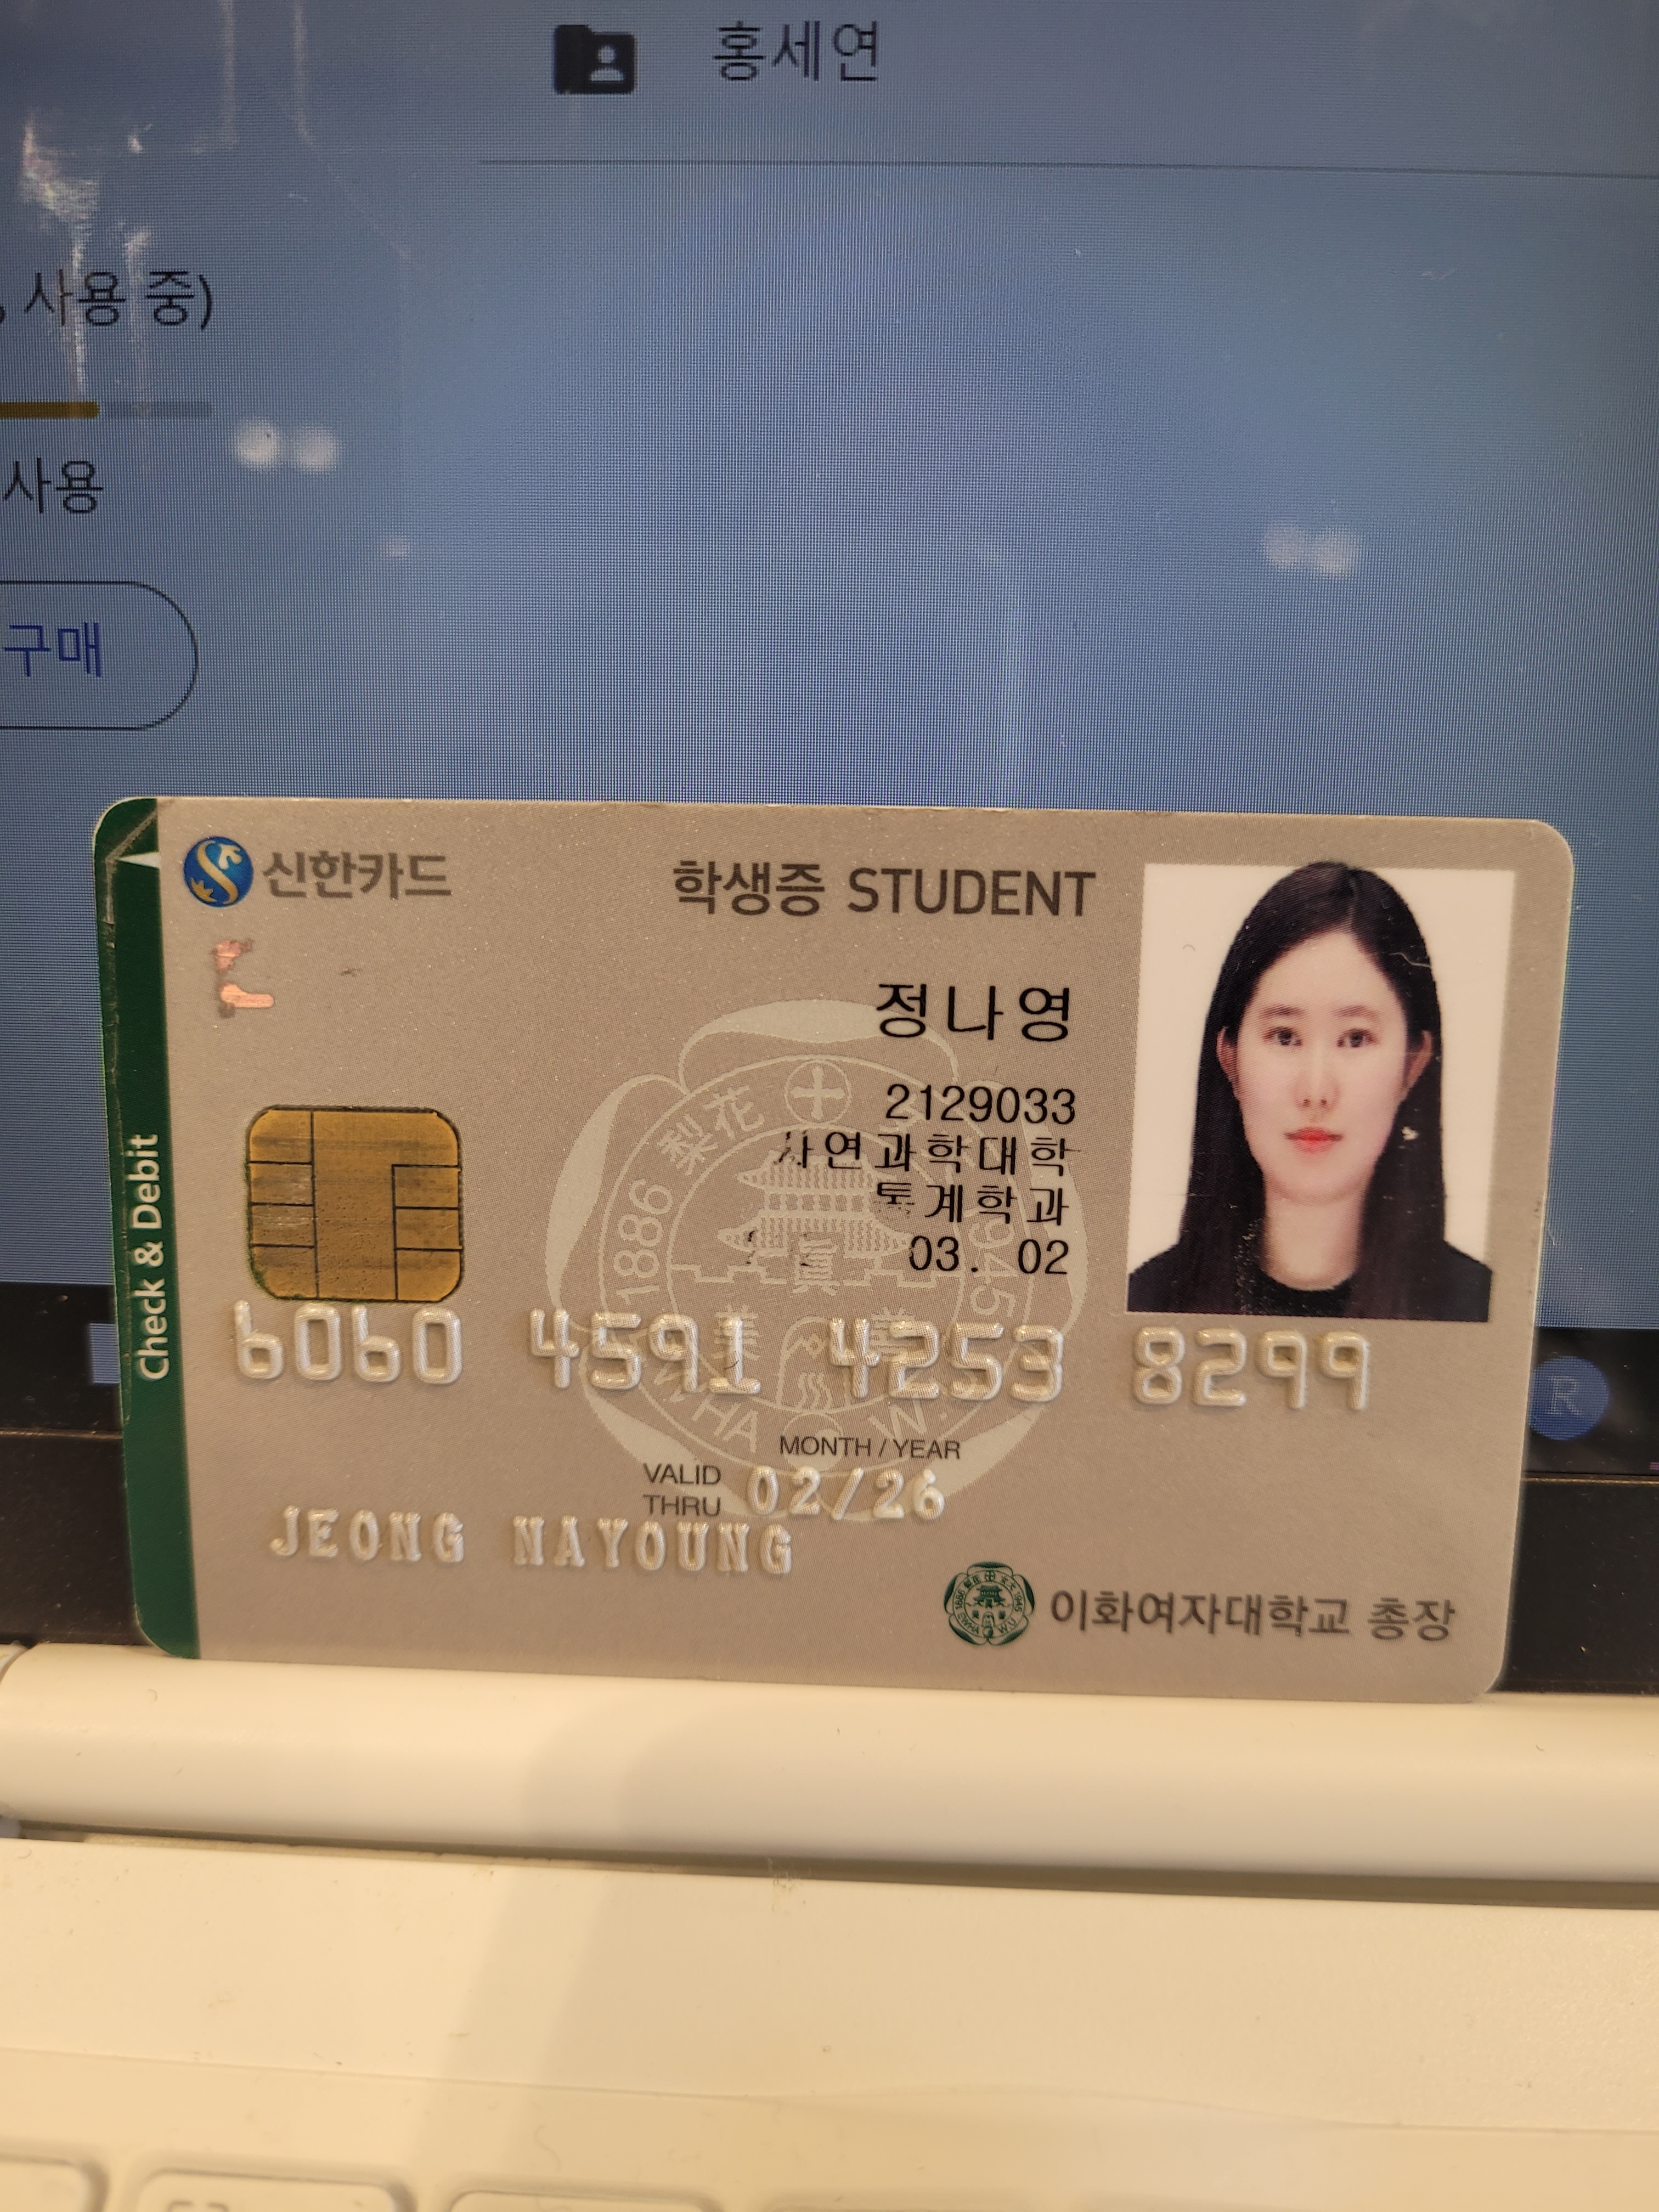 홍세연
사용 중)
사용
구매
신한카드
학생증 STUDENT
정나영
2129033
자연과학대학
통계학과
03. 02
Check & Debit
6060 4591 4253 8299
MONTH / YEAR
VALID THRU 02/26
JEONG NAYOUNG
이화여자대학교 총장
梨花
1886
1945
EWHA W.U
R